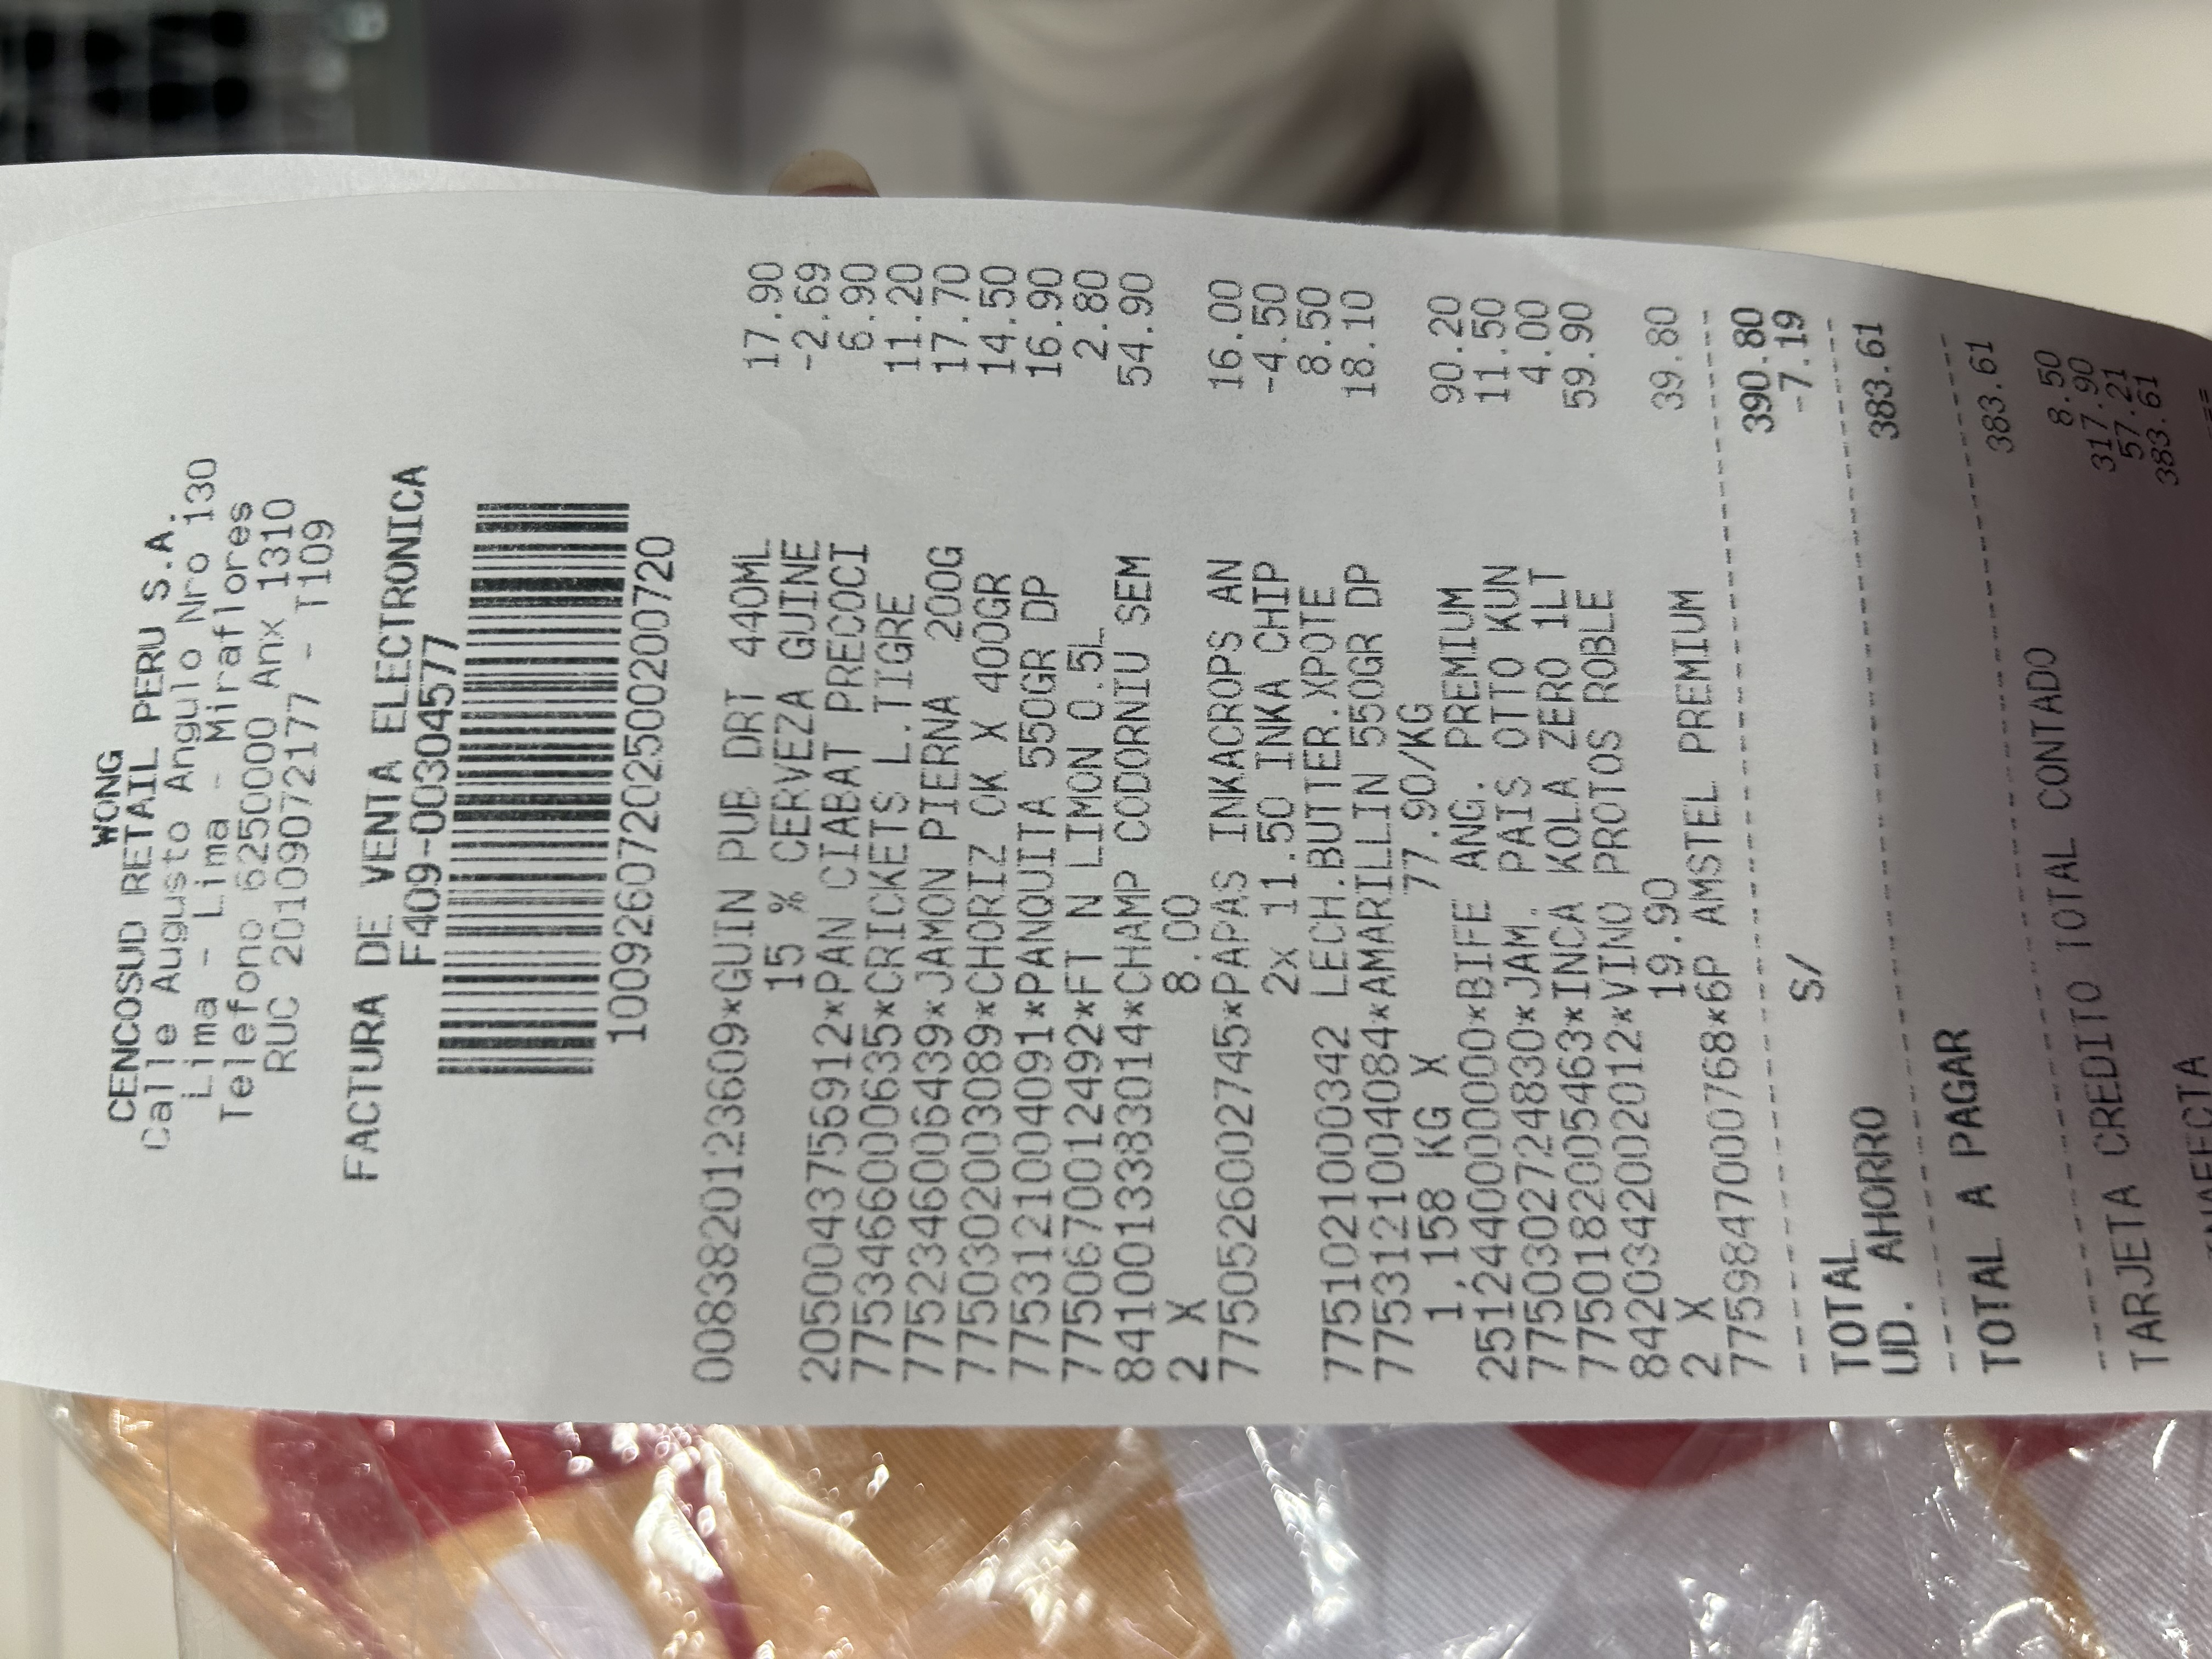 WONG
CENCOSUD RETAIL PERU S.A.
Calle Augusto Angulo Nro 130
Lima - Lima - Miraflores
Telefono 6250000 Anx 1310
RUC 20109072177 - T109
FACTURA DE VENTA ELECTRONICA
F409-00304577
100926072025002007​20
0083820123609*GUIN PUB DRT 440ML 17.90
15 % CERVEZA GUINE -2.69
2050043756912*PAN CIABAT PRECOCI 6.90
7753466000635*CRICKETS L.TIGRE 11.20
7752346006439*JAMON PIERNA 200G 17.70
7750302003089*CHORIZ OK X 400GR 14.50
7753121004091*PANQUITA 550GR DP 16.90
7750670012492*FT N LIMON 0.5L 2.80
8410013383014*CHAMP CODORNIU SEM 54.90
2 X 8.00
7750526002745*PAPAS INKACROPS AN 16.00
2x 11.50 INKA CHIP -4.50
7751021000342 LECH.BUTTER.XPOTE 8.50
7753121004084*AMARILLIN 550GR DP 18.10
1,158 KG X 77.90/KG
2512440000000*BIFE ANG. PREMIUM 90.20
7750302724830*JAM. PAIS OTTO KUN 11.50
7750182005463*INCA KOLA ZERO 1LT 4.00
8420342002012*VINO PROTOS ROBLE 59.90
2 X 19.90
7759847000768*6P AMSTEL PREMIUM 39.80
TOTAL S/ 390.80
UD. AHORRO -7.19
TOTAL A PAGAR 383.61
TARJETA CREDITO TOTAL CONTADO 383.61
INAFECTA 8.50
317.90
57.21
383.61